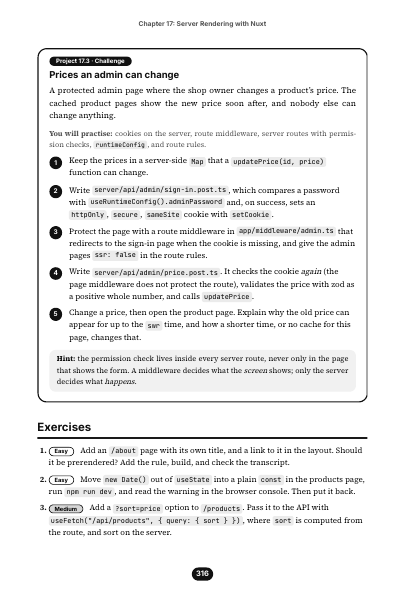 Chapter 17: Server Rendering with Nuxt
Project 17.3 · Challenge
Prices an admin can change
A protected admin page where the shop owner changes a product's price. The
cached product pages show the new price soon after, and nobody else can
change anything.
You will practise: cookies on the server, route middleware, server routes with permis-
sion checks, runtimeConfig, and route rules.
1 Keep the prices in a server-side Map that a updatePrice(id, price)
function can change.
2 Write server/api/admin/sign-in.post.ts, which compares a password
with useRuntimeConfig().adminPassword and, on success, sets an
httpOnly, secure, sameSite cookie with setCookie.
3 Protect the page with a route middleware in app/middleware/admin.ts that
redirects to the sign-in page when the cookie is missing, and give the admin
pages ssr: false in the route rules.
4 Write server/api/admin/price.post.ts. It checks the cookie again (the
page middleware does not protect the route), validates the price with zod as
a positive whole number, and calls updatePrice.
5 Change a price, then open the product page. Explain why the old price can
appear for up to the swr time, and how a shorter time, or no cache for this
page, changes that.
Hint: the permission check lives inside every server route, never only in the page
that shows the form. A middleware decides what the screen shows; only the server
decides what happens.
Exercises
1. Easy Add an /about page with its own title, and a link to it in the layout. Should
it be prerendered? Add the rule, build, and check the transcript.
2. Easy Move new Date() out of useState into a plain const in the products page,
run npm run dev, and read the warning in the browser console. Then put it back.
3. Medium Add a ?sort=price option to /products. Pass it to the API with
useFetch("/api/products", { query: { sort } }), where sort is computed from
the route, and sort on the server.
316